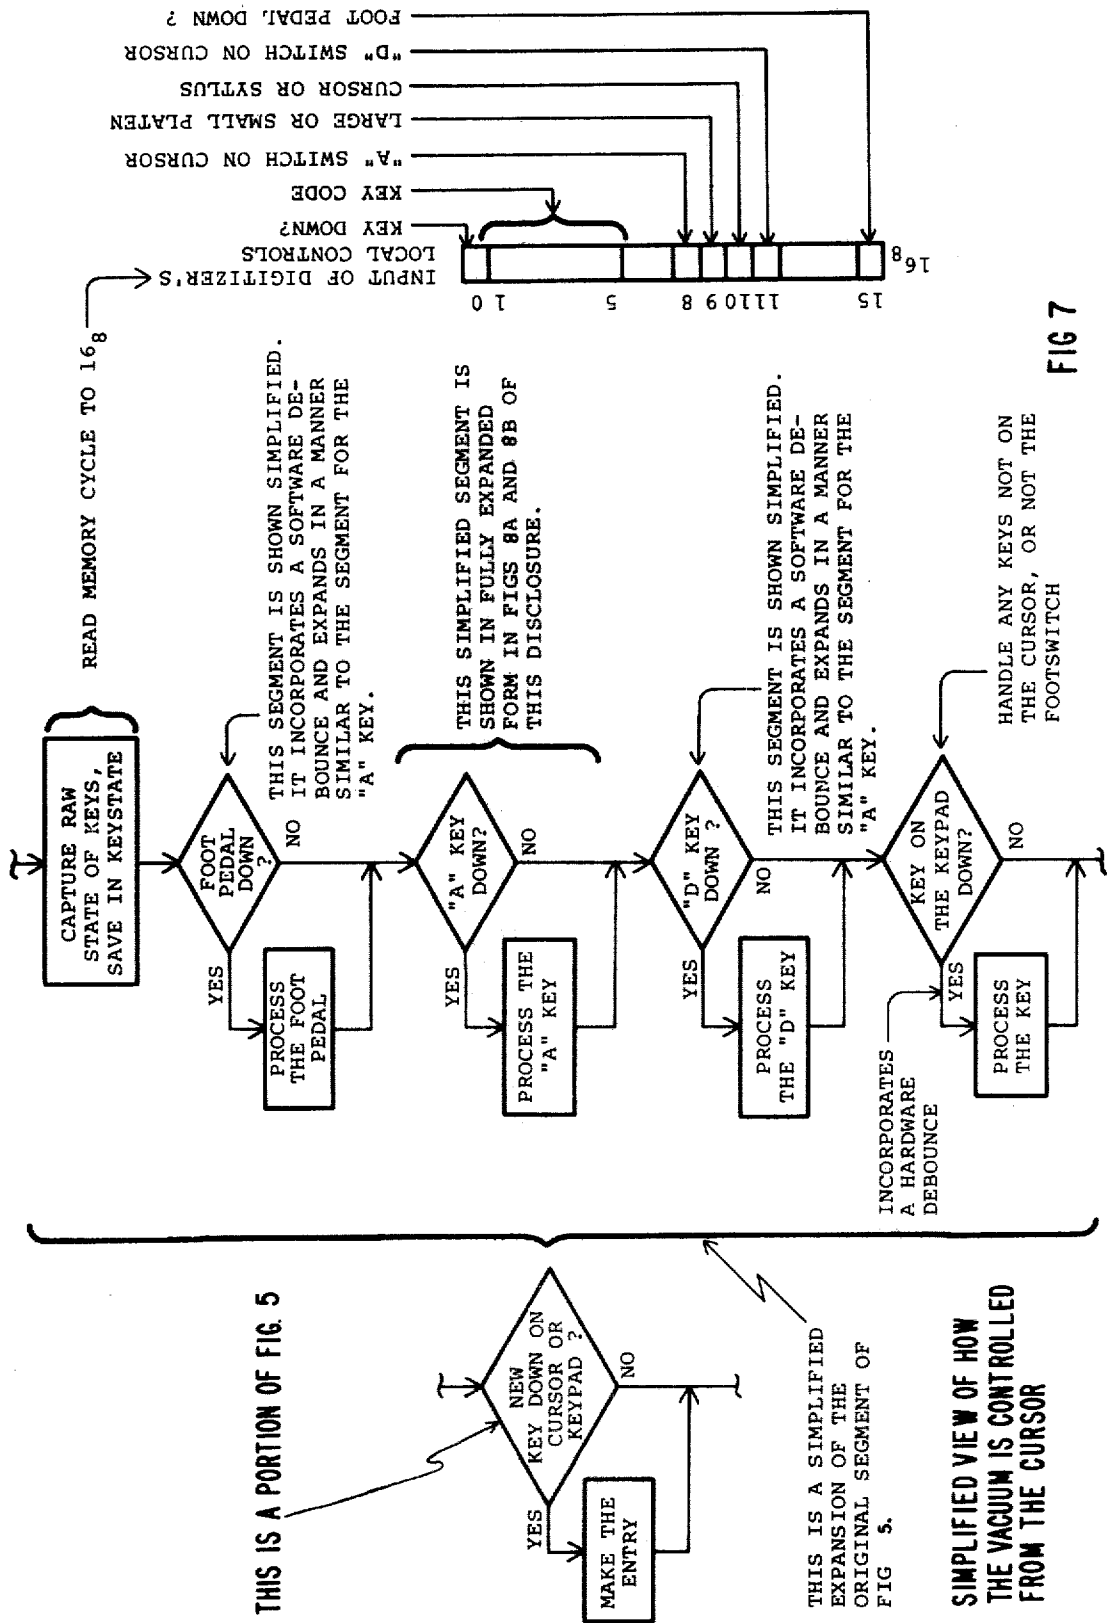 THIS IS A PORTION OF FIG. 5
NEW
KEY DOWN ON
CURSOR OR
KEYPAD ?
YES
NO
MAKE THE
ENTRY
THIS IS A SIMPLIFIED
EXPANSION OF THE
ORIGINAL SEGMENT OF
FIG 5.
SIMPLIFIED VIEW OF HOW
THE VACUUM IS CONTROLLED
FROM THE CURSOR
CAPTURE RAW
STATE OF KEYS,
SAVE IN KEYSTATE
READ MEMORY CYCLE TO 16₈
FOOT
PEDAL
DOWN
?
YES
NO
PROCESS
THE FOOT
PEDAL
THIS SEGMENT IS SHOWN SIMPLIFIED.
IT INCORPORATES A SOFTWARE DE-
BOUNCE AND EXPANDS IN A MANNER
SIMILAR TO THE SEGMENT FOR THE
"A" KEY.
"A" KEY
DOWN?
YES
NO
PROCESS THE
"A" KEY
THIS SIMPLIFIED SEGMENT IS
SHOWN IN FULLY EXPANDED
FORM IN FIGS 8A AND 8B OF
THIS DISCLOSURE.
"D" KEY
DOWN ?
YES
NO
PROCESS
THE "D" KEY
THIS SEGMENT IS SHOWN SIMPLIFIED.
IT INCORPORATES A SOFTWARE DE-
BOUNCE AND EXPANDS IN A MANNER
SIMILAR TO THE SEGMENT FOR THE
"A" KEY.
KEY ON
THE KEYPAD
DOWN?
YES
NO
INCORPORATES
A HARDWARE
DEBOUNCE
PROCESS
THE KEY
HANDLE ANY KEYS NOT ON
THE CURSOR, OR NOT THE
FOOTSWITCH
INPUT OF DIGITIZER'S
LOCAL CONTROLS
KEY DOWN?
KEY CODE
"A" SWITCH ON CURSOR
LARGE OR SMALL PLATEN
CURSOR OR SYTLUS
"D" SWITCH ON CURSOR
FOOT PEDAL DOWN ?
0 1 5 8 9 10 11 15
16₈
FIG 7